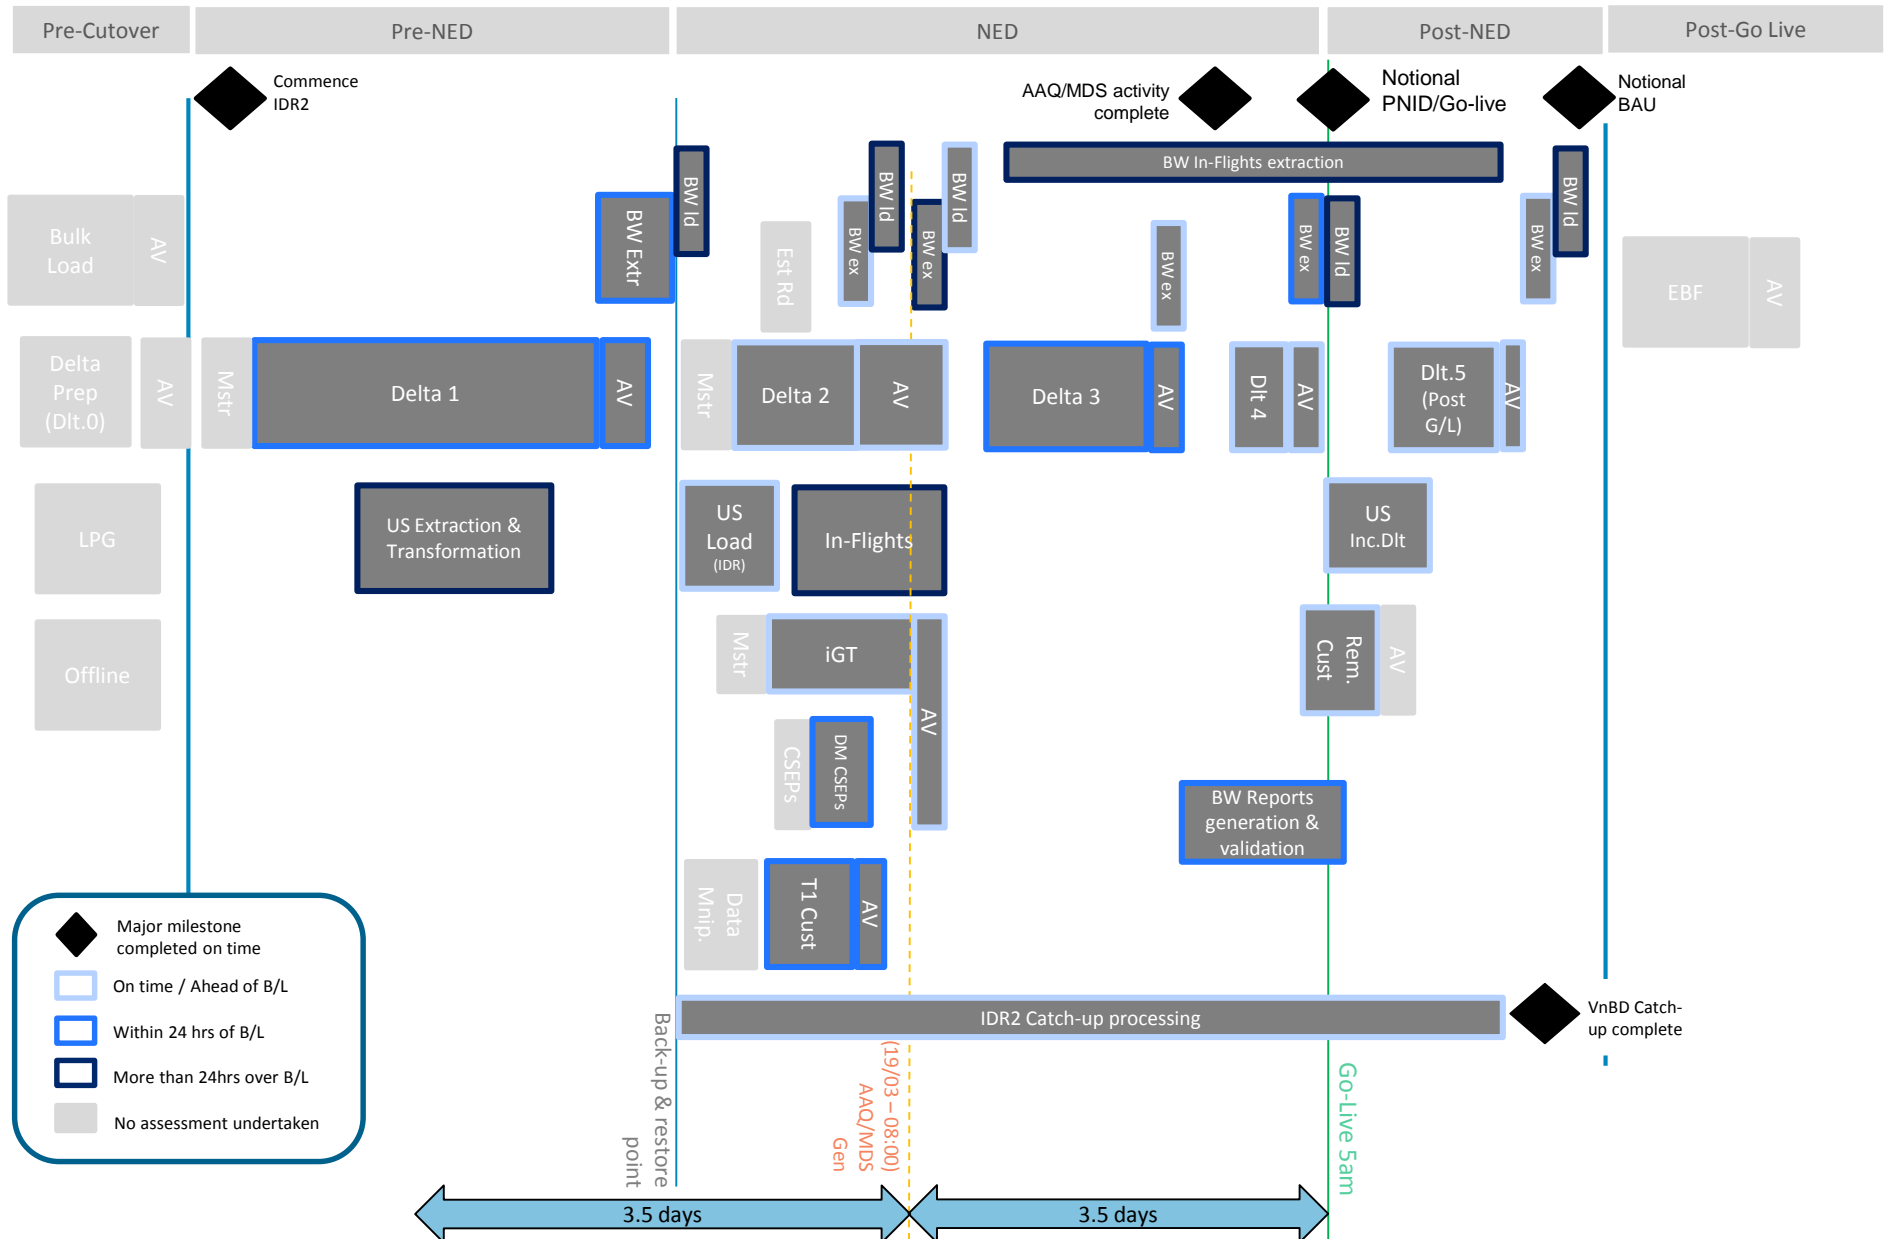 Pre-Cutover
Pre-NED
NED
Post-NED
Post-Go Live
Commence
IDR2
AAQ/MDS activity
complete
Notional
PNID/Go-live
Notional
BAU
BW In-Flights extraction
Bulk
Load
AV
BW Extr
BW ld
Est Rd
BW ex
BW ld
BW ex
BW ld
BW ex
BW ex
BW ld
BW ex
BW ld
EBF
AV
Delta
Prep
(Dlt.0)
AV
Mstr
Delta 1
AV
Mstr
Delta 2
AV
Delta 3
AV
Dlt 4
AV
Dlt.5
(Post
G/L)
AV
LPG
US Extraction &
Transformation
US
Load
(IDR)
In-Flights
US
Inc.Dlt
Offline
Mstr
iGT
AV
Rem.
Cust
AV
CSEPs
DM CSEPs
BW Reports
generation &
validation
Data
Mnip.
T1 Cust
AV
IDR2 Catch-up processing
VnBD Catch-
up complete
Major milestone
completed on time
On time / Ahead of B/L
Within 24 hrs of B/L
More than 24hrs over B/L
No assessment undertaken
Back-up & restore
point
(19/03 – 08:00)
AAQ/MDS
Gen
Go-Live 5am
3.5 days
3.5 days